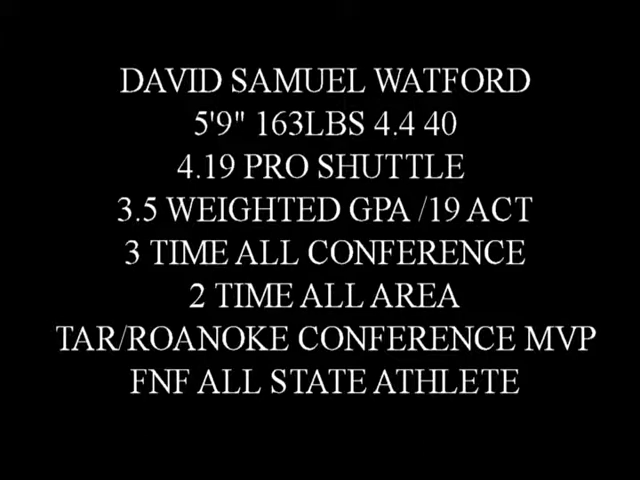 DAVID SAMUEL WATFORD
5'9" 163LBS 4.4 40
4.19 PRO SHUTTLE
3.5 WEIGHTED GPA /19 ACT
3 TIME ALL CONFERENCE
2 TIME ALL AREA
TAR/ROANOKE CONFERENCE MVP
FNF ALL STATE ATHLETE